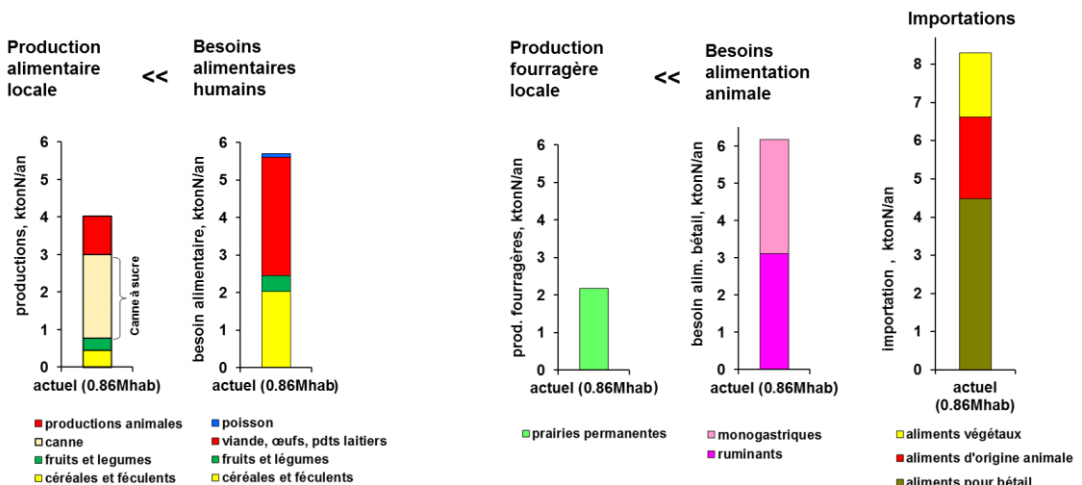 Production
alimentaire
locale
<<
Besoins
alimentaires
humains
productions, ktonN/an
6
5
4
3
2
1
0
Canne à sucre
actuel (0.86Mhab)
productions animales
canne
fruits et legumes
céréales et féculents
besoin alimentaire, ktonN/an
6
5
4
3
2
1
0
actuel (0.86Mhab)
poisson
viande, œufs, pdts laitiers
fruits et légumes
céréales et féculents
Production
fourragère
locale
<<
Besoins
alimentation
animale
prod. fourragères, ktonN/an
6
5
4
3
2
1
0
actuel (0.86Mhab)
prairies permanentes
besoin alim. bétail, ktonN/an
6
5
4
3
2
1
0
actuel (0.86Mhab)
monogastriques
ruminants
Importations
importation , ktonN/an
8
7
6
5
4
3
2
1
0
actuel
(0.86Mhab)
aliments végétaux
aliments d'origine animale
aliments pour bétail